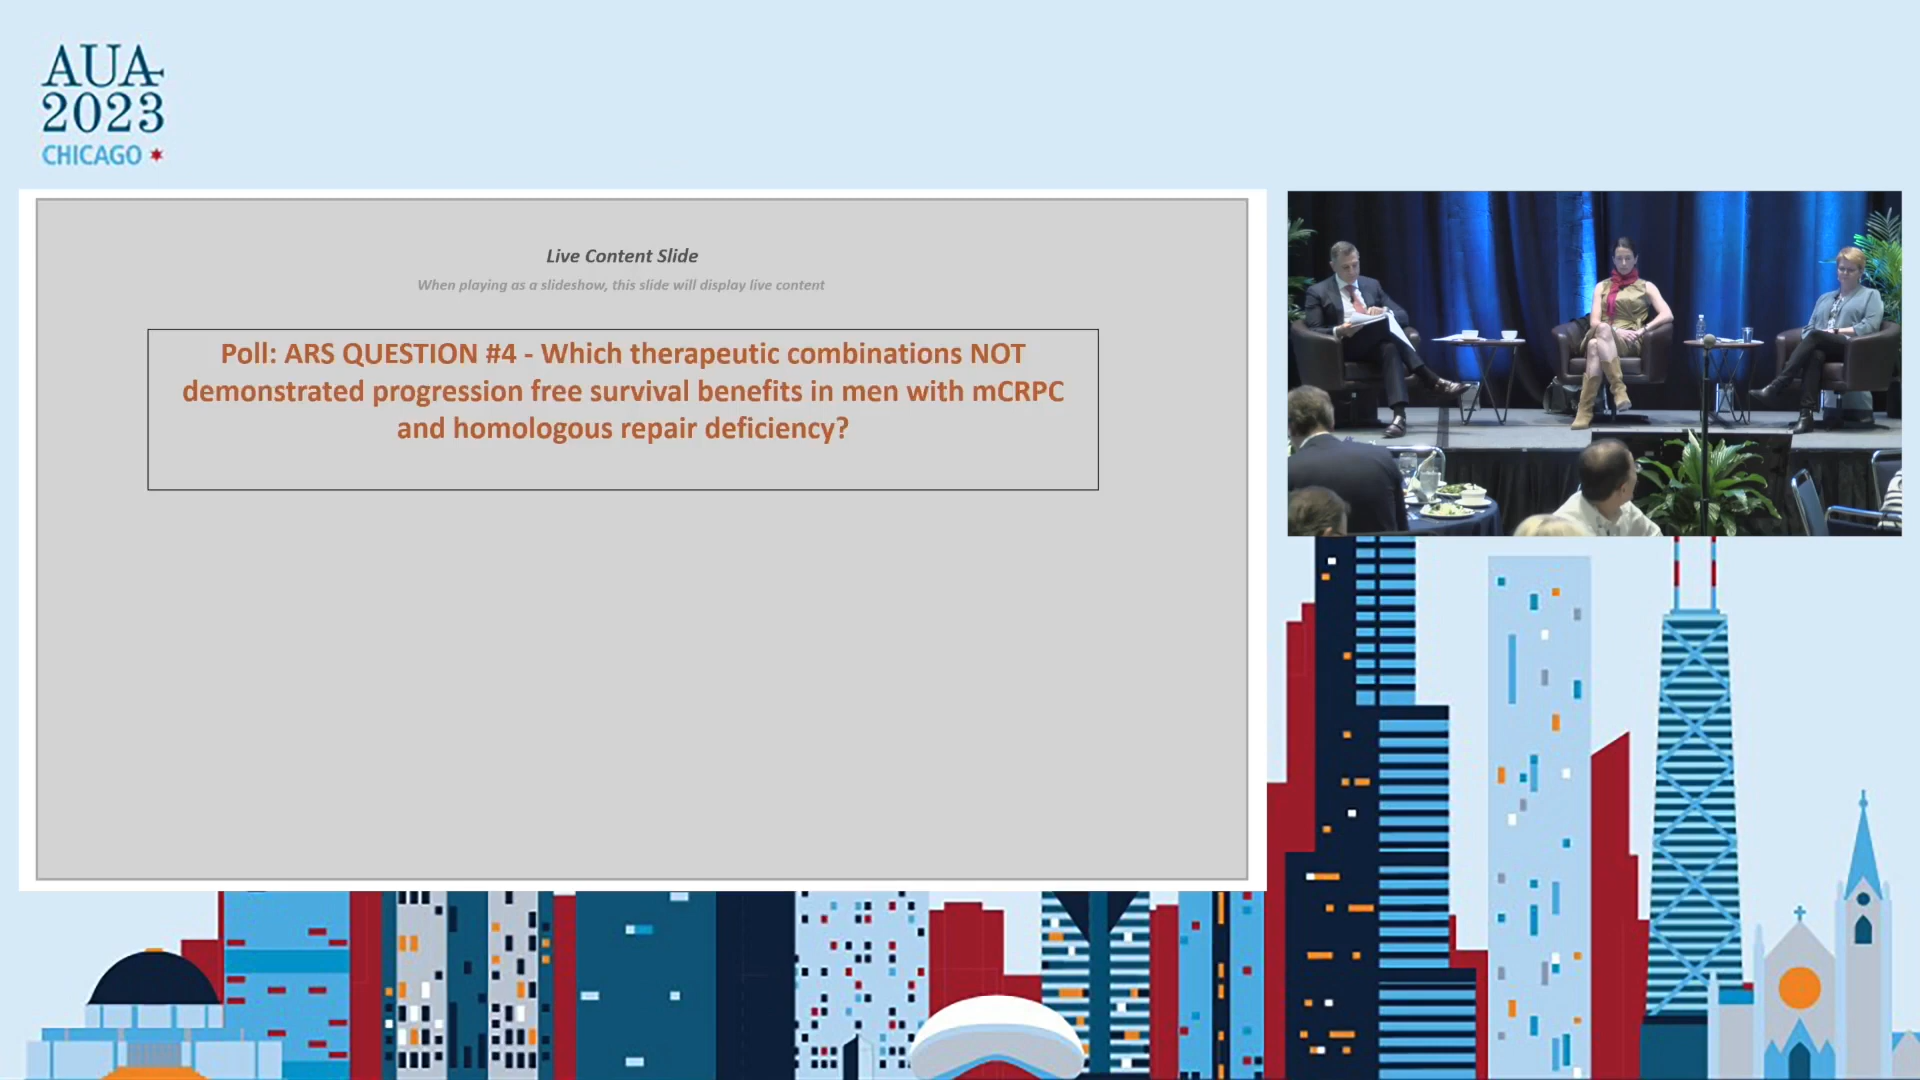 AUA
2023
CHICAGO
Live Content Slide
When playing as a slideshow, this slide will display live content
Poll: ARS QUESTION #4 - Which therapeutic combinations NOT
demonstrated progression free survival benefits in men with mCRPC
and homologous repair deficiency?